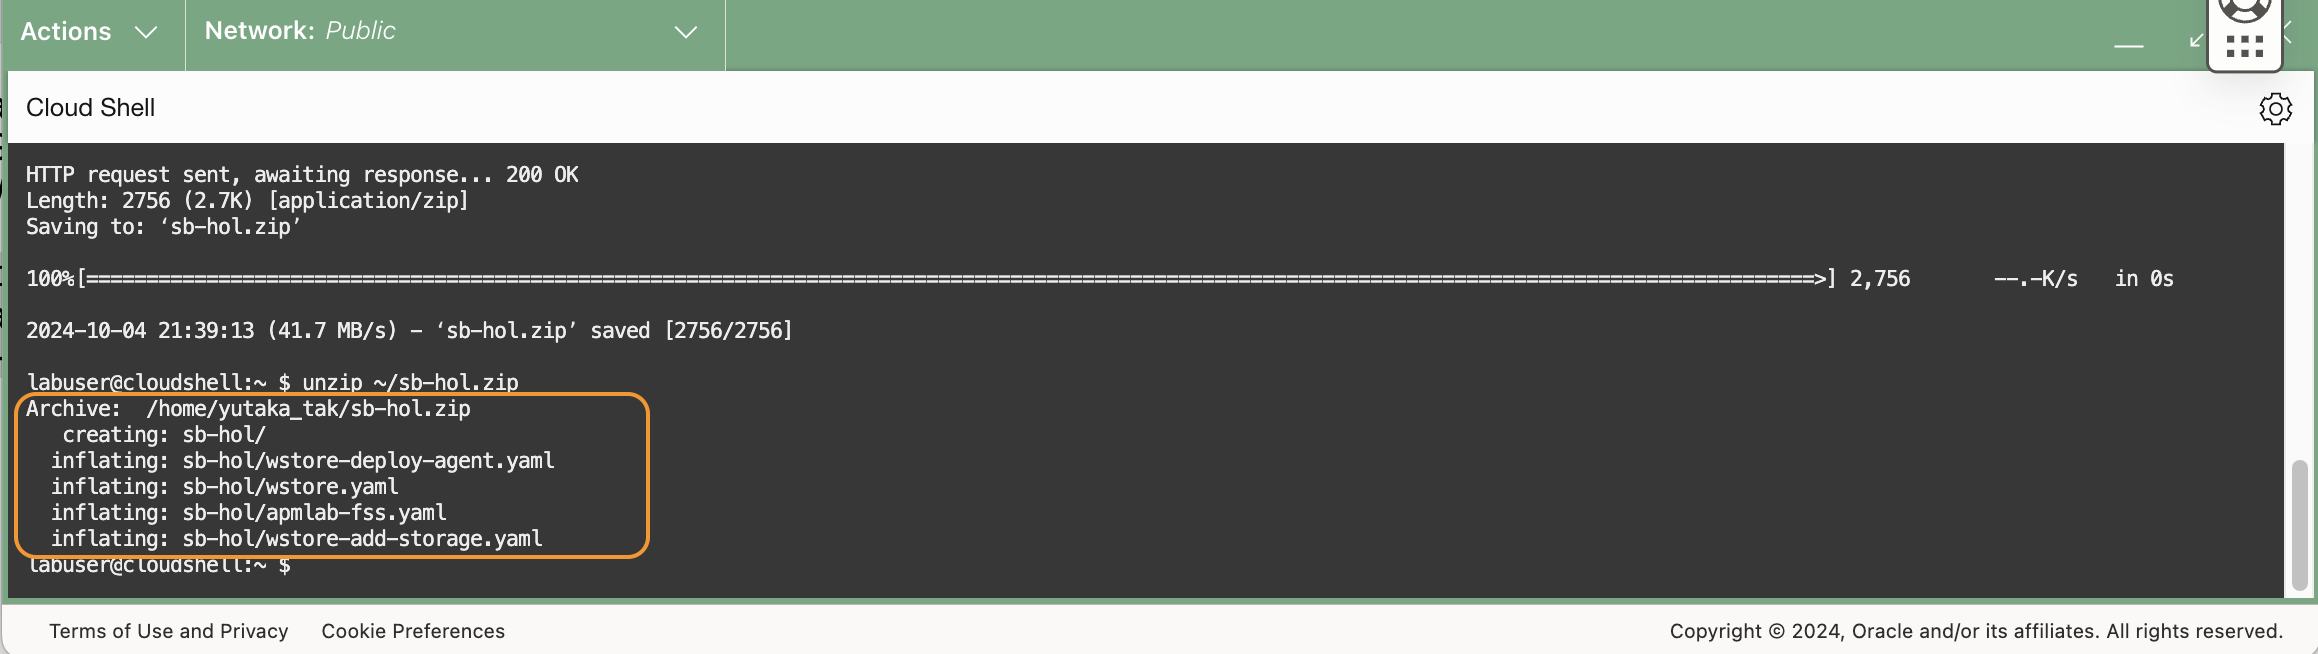 Actions
Network: Public
Cloud Shell
HTTP request sent, awaiting response... 200 OK
Length: 2756 (2.7K) [application/zip]
Saving to: ‘sb-hol.zip’
100%[================================================================================================================================================>] 2,756       --.-K/s   in 0s
2024-10-04 21:39:13 (41.7 MB/s) - ‘sb-hol.zip’ saved [2756/2756]
labuser@cloudshell:~ $ unzip ~/sb-hol.zip
Archive:  /home/yutaka_tak/sb-hol.zip
   creating: sb-hol/
  inflating: sb-hol/wstore-deploy-agent.yaml
  inflating: sb-hol/wstore.yaml
  inflating: sb-hol/apmlab-fss.yaml
  inflating: sb-hol/wstore-add-storage.yaml
labuser@cloudshell:~ $
Terms of Use and Privacy
Cookie Preferences
Copyright © 2024, Oracle and/or its affiliates. All rights reserved.